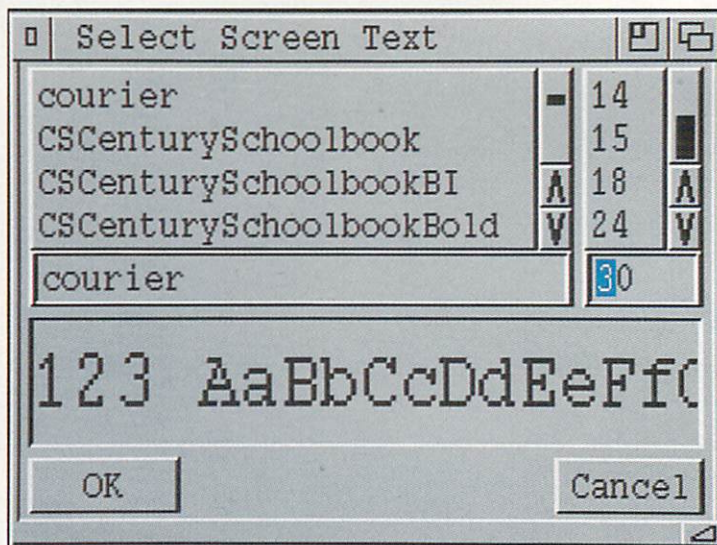 Select Screen Text
courier 14
CSCenturySchoolbook 15
CSCenturySchoolbookBI 18
CSCenturySchoolbookBold 24
courier 30
123 AaBbCcDdEeFf
OK Cancel